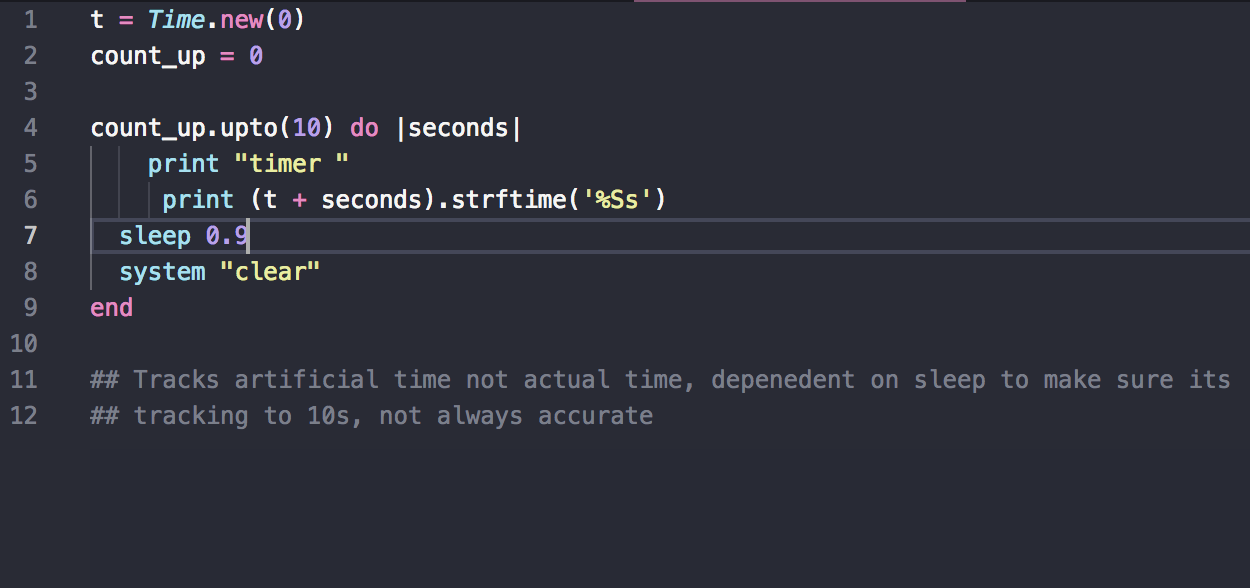 1 t = Time.new(0)
2 count_up = 0
3
4 count_up.upto(10) do |seconds|
5 print "timer "
6 print (t + seconds).strftime('%Ss')
7 sleep 0.9
8 system "clear"
9 end
10
11 ## Tracks artificial time not actual time, depenedent on sleep to make sure its
12 ## tracking to 10s, not always accurate